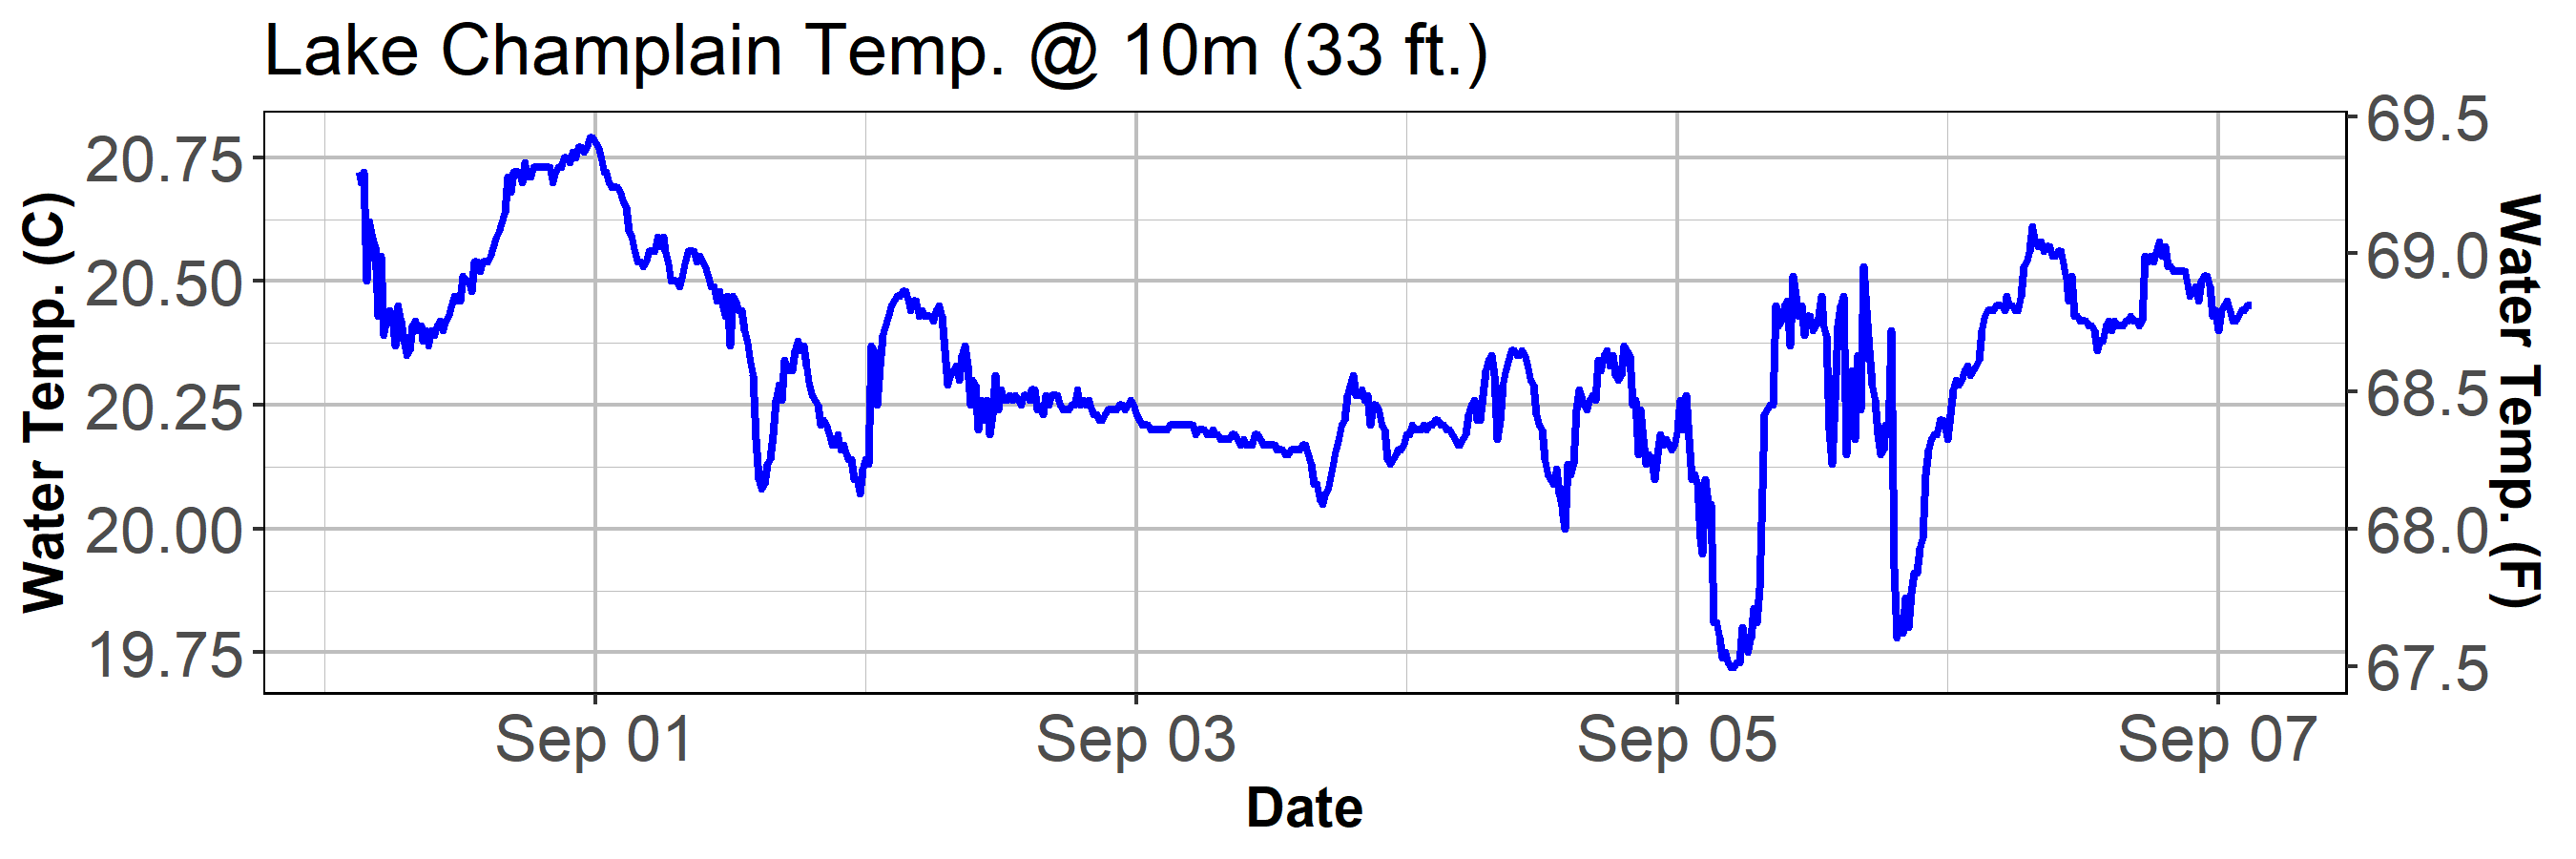 Lake Champlain Temp. @ 10m (33 ft.)
Water Temp. (C)
20.75
20.50
20.25
20.00
19.75
69.5
69.0
68.5
68.0
67.5
Water Temp. (F)
Sep 01 Sep 03 Sep 05 Sep 07
Date